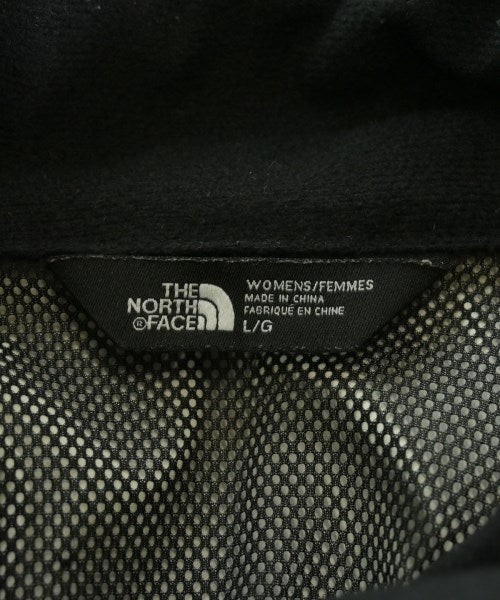 THE
NORTH
®FACE
WOMENS/FEMMES
MADE IN CHINA
FABRIQUÉ EN CHINE
L/G